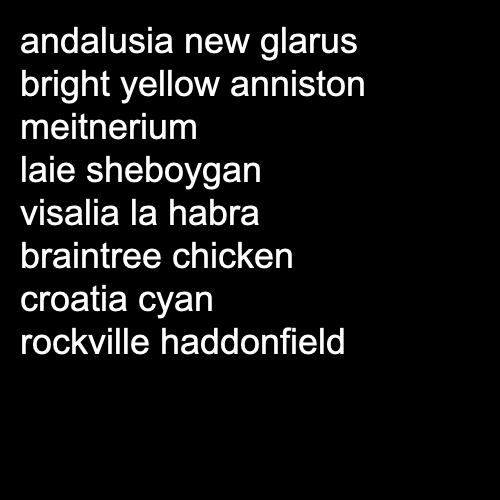 andalusia new glarus
bright yellow anniston
meitnerium
laie sheboygan
visalia la habra
braintree chicken
croatia cyan
rockville haddonfield